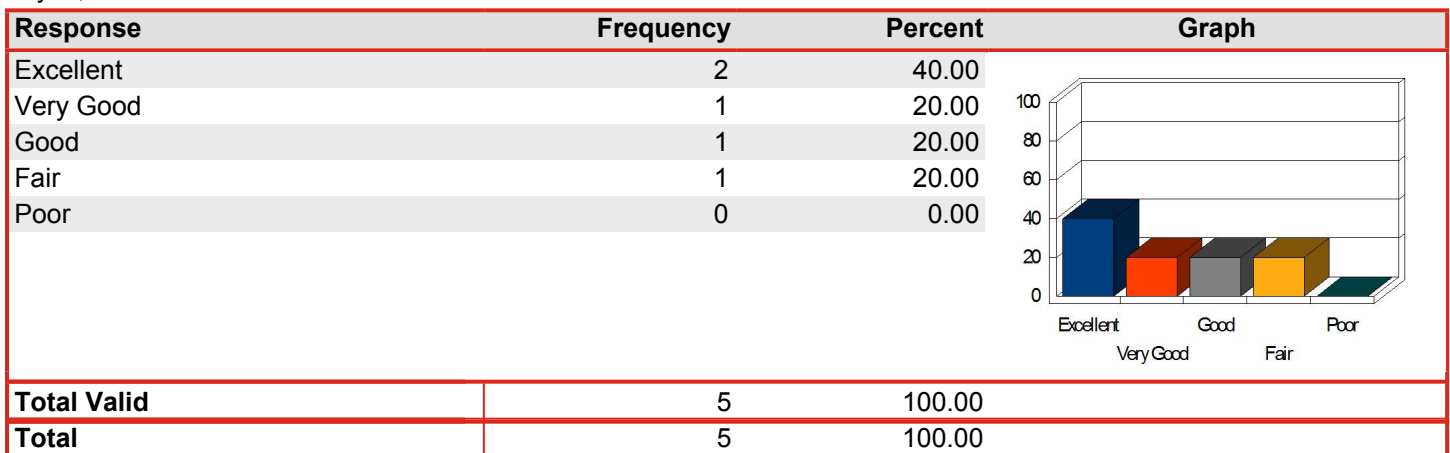 Response Frequency Percent Graph
Excellent 2 40.00
Very Good 1 20.00
Good 1 20.00
Fair 1 20.00
Poor 0 0.00
100
80
60
40
20
0
Excellent Good Poor
Very Good Fair
Total Valid 5 100.00
Total 5 100.00